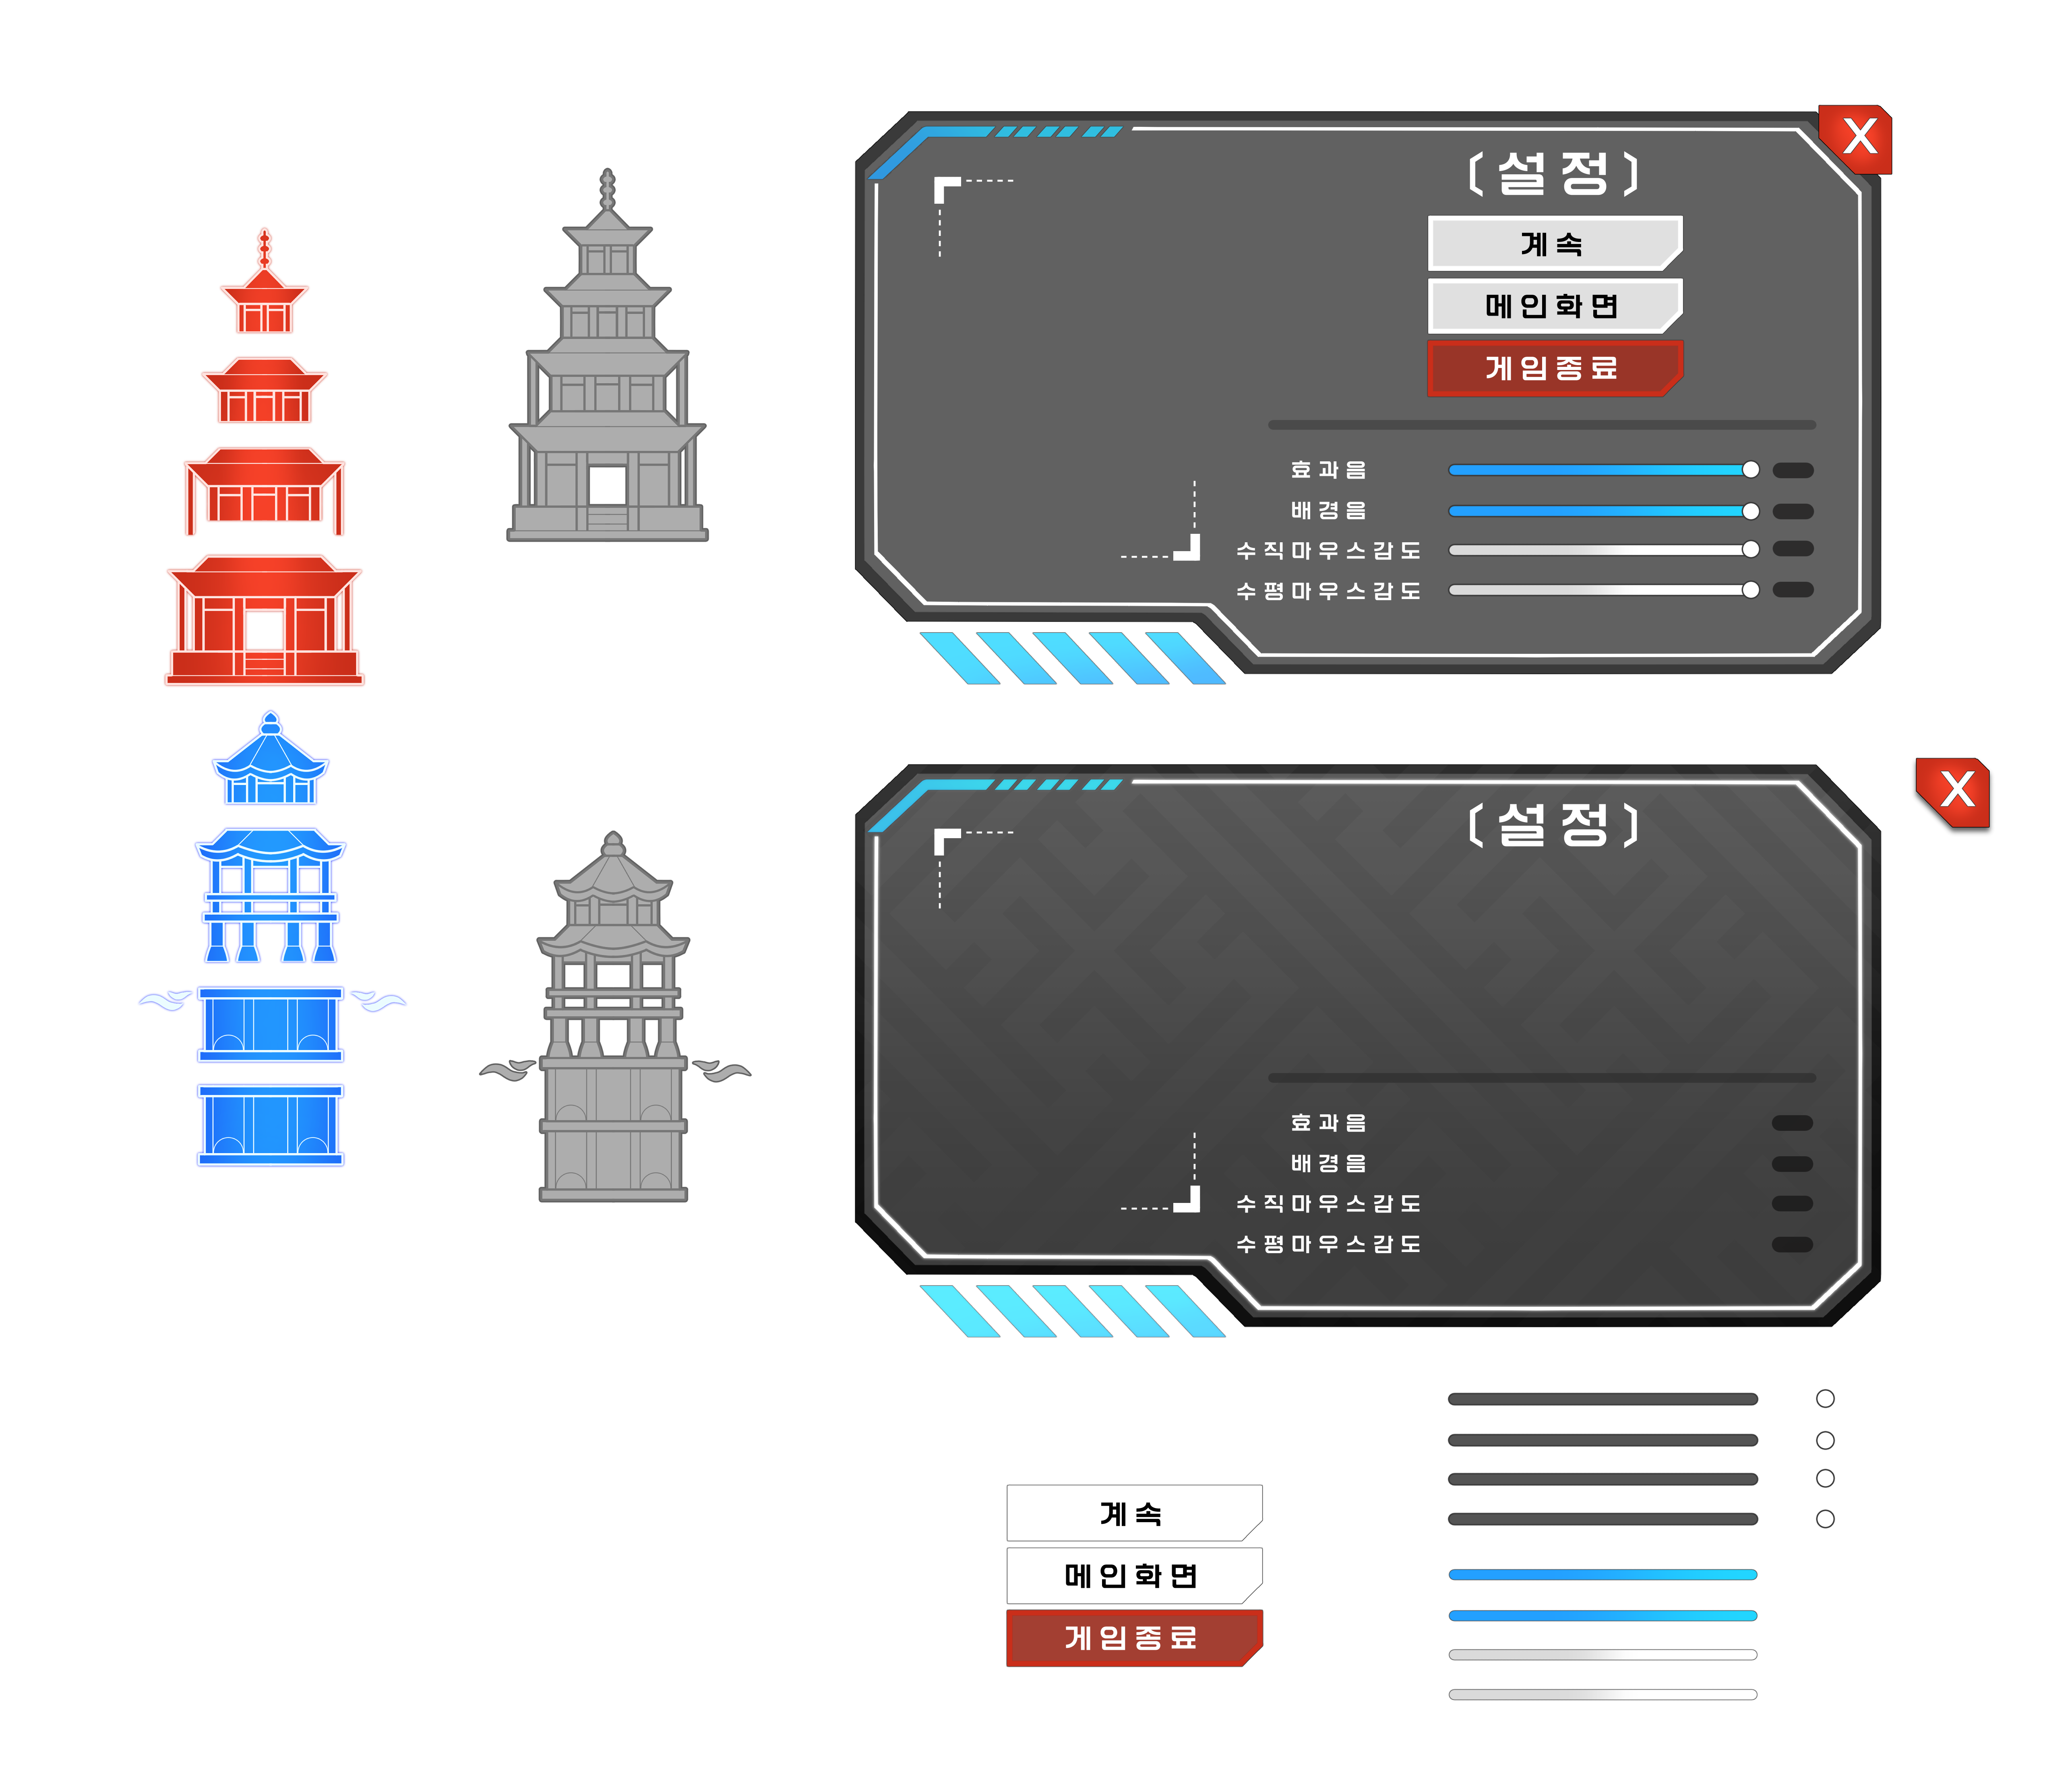 X
〔설정〕
계속
메인화면
게임종료
효과음
배경음
수직마우스감도
수평마우스감도
X
〔설정〕
효과음
배경음
수직마우스감도
수평마우스감도
계속
메인화면
게임종료